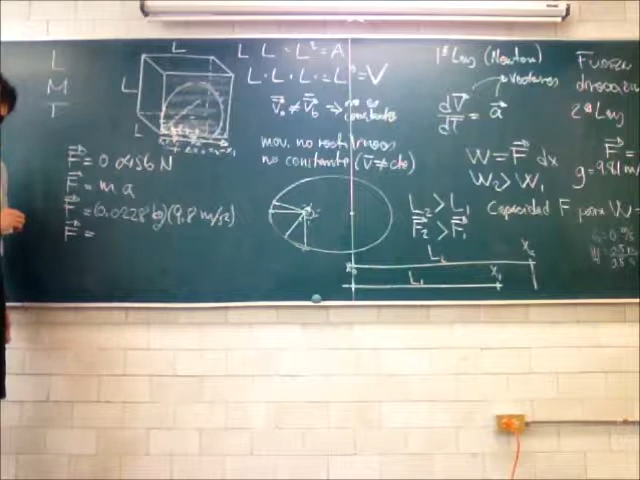 L
M
T
L
L
L
F = 0.0456 N
F = m a
F = (0.0228 kg)(9.8 m/s²)
F =
L · L = L² = A
L · L · L = L³ = V
V ≠ V → no es constante
mov. no rectilíneos
no constante (V ≠ cte)
L₂ > L₁
F₂ > F₁
L₂
X₂
X₁
L₁
1ª Ley (Newton)
vectores
dV/dt = a
W = F dx
W₂ > W₁
Capacidad F para W
Fuerza
2ª Ley
F =
g = 9.81 m/